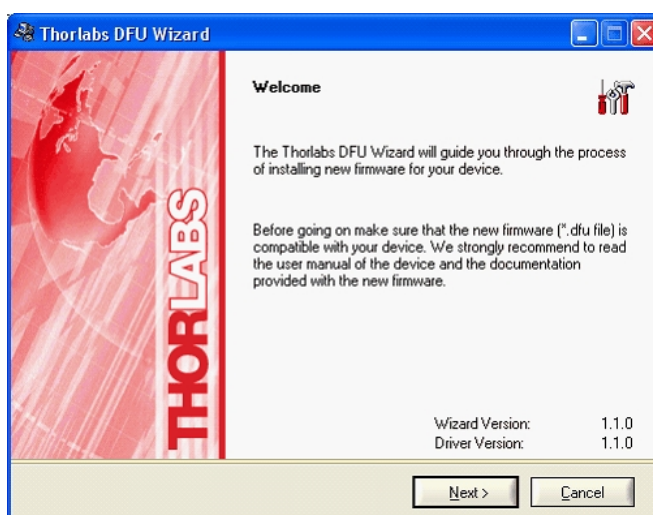 Thorlabs DFU Wizard
THORLABS
Welcome
The Thorlabs DFU Wizard will guide you through the process
of installing new firmware for your device.
Before going on make sure that the new firmware (*.dfu file) is
compatible with your device. We strongly recommend to read
the user manual of the device and the documentation
provided with the new firmware.
Wizard Version: 1.1.0
Driver Version: 1.1.0
Next >
Cancel